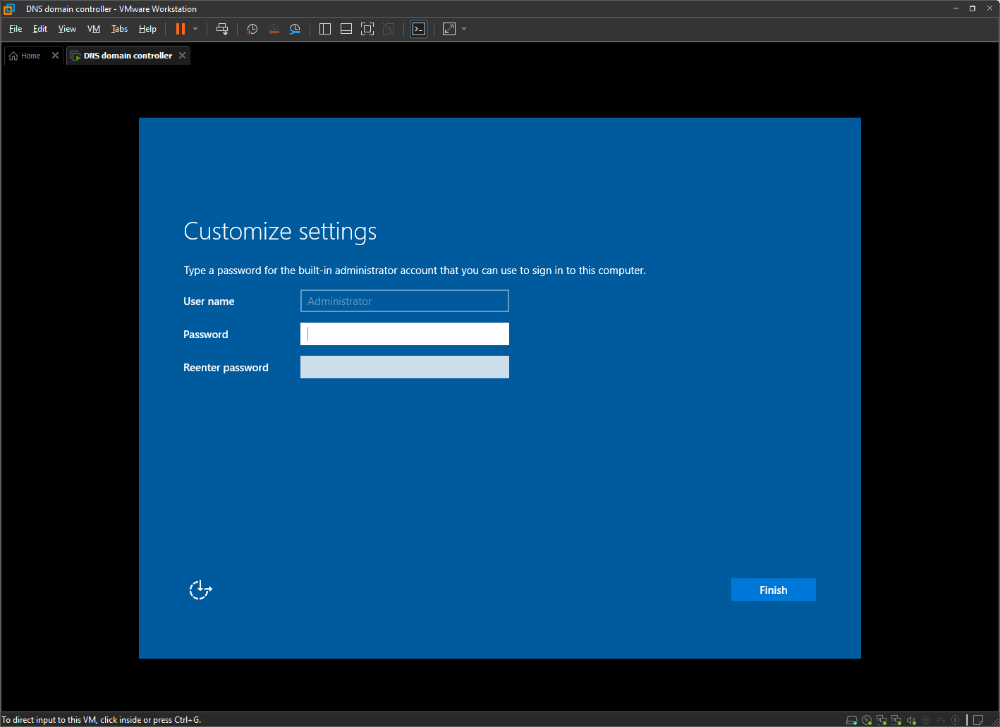 DNS domain controller - VMware Workstation
File Edit View VM Tabs Help
Home DNS domain controller
Customize settings
Type a password for the built-in administrator account that you can use to sign in to this computer.
User name Administrator
Password
Reenter password
Finish
To direct input to this VM, click inside or press Ctrl+G.